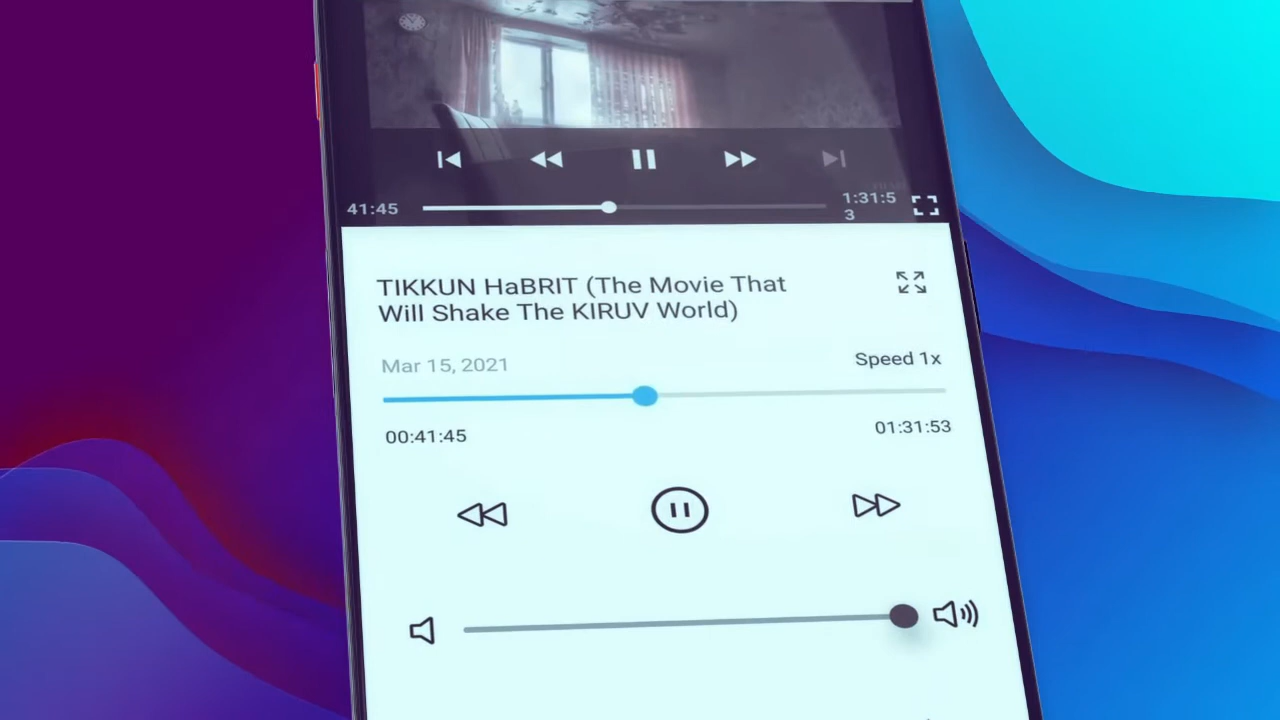 41:45
1:31:5
3
TIKKUN HaBRIT (The Movie That
Will Shake The KIRUV World)
Mar 15, 2021
Speed 1x
00:41:45
01:31:53